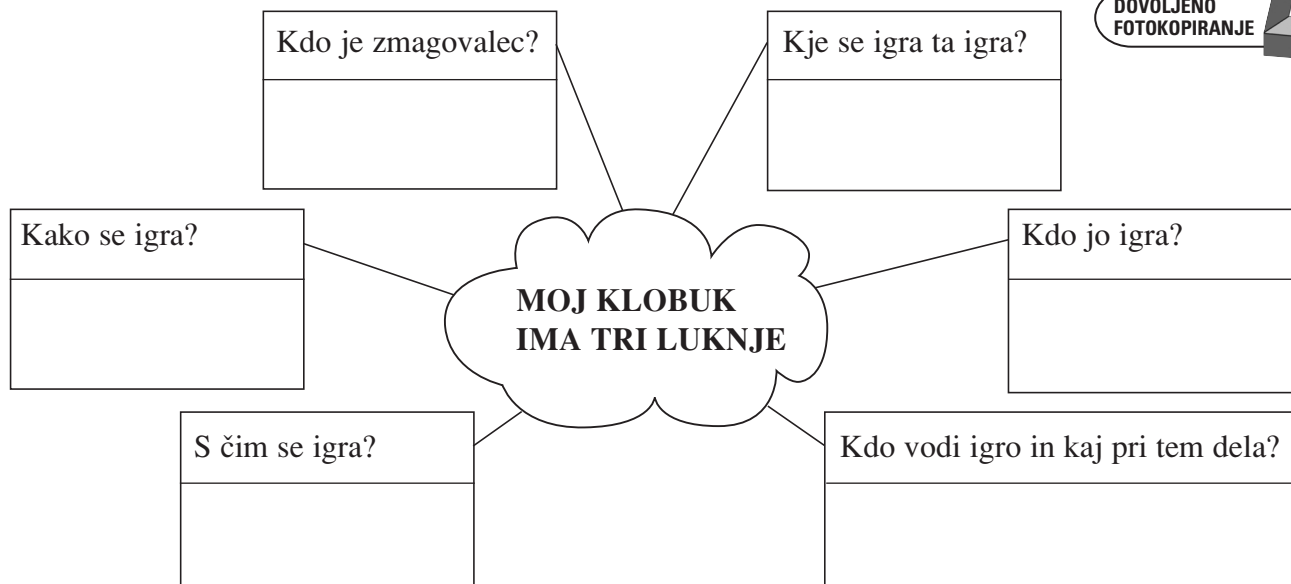 DOVOLJENO
FOTOKOPIRANJE
Kdo je zmagovalec?
Kje se igra ta igra?
Kako se igra?
Kdo jo igra?
MOJ KLOBUK
IMA TRI LUKNJE
S čim se igra?
Kdo vodi igro in kaj pri tem dela?